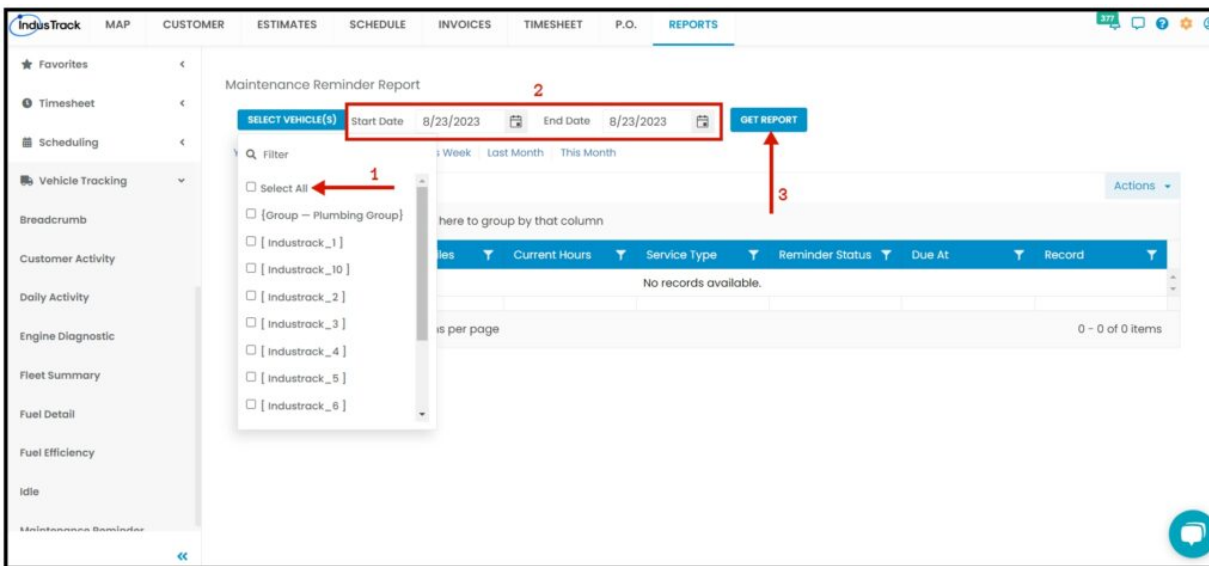 IndusTrack MAP CUSTOMER ESTIMATES SCHEDULE INVOICES TIMESHEET P.O. REPORTS 377
Favorites
Timesheet
Scheduling
Vehicle Tracking
Breadcrumb
Customer Activity
Daily Activity
Engine Diagnostic
Fleet Summary
Fuel Detail
Fuel Efficiency
Idle
Maintenance Reminder
Maintenance Reminder Report
2
SELECT VEHICLE(S) Start Date 8/23/2023 End Date 8/23/2023 GET REPORT
Week Last Month This Month
Filter
1
3
Select All
{Group — Plumbing Group}
[ Industrack_1 ]
[ Industrack_10 ]
[ Industrack_2 ]
[ Industrack_3 ]
[ Industrack_4 ]
[ Industrack_5 ]
[ Industrack_6 ]
Actions
here to group by that column
Current Hours Service Type Reminder Status Due At Record
No records available.
per page 0 - 0 of 0 items